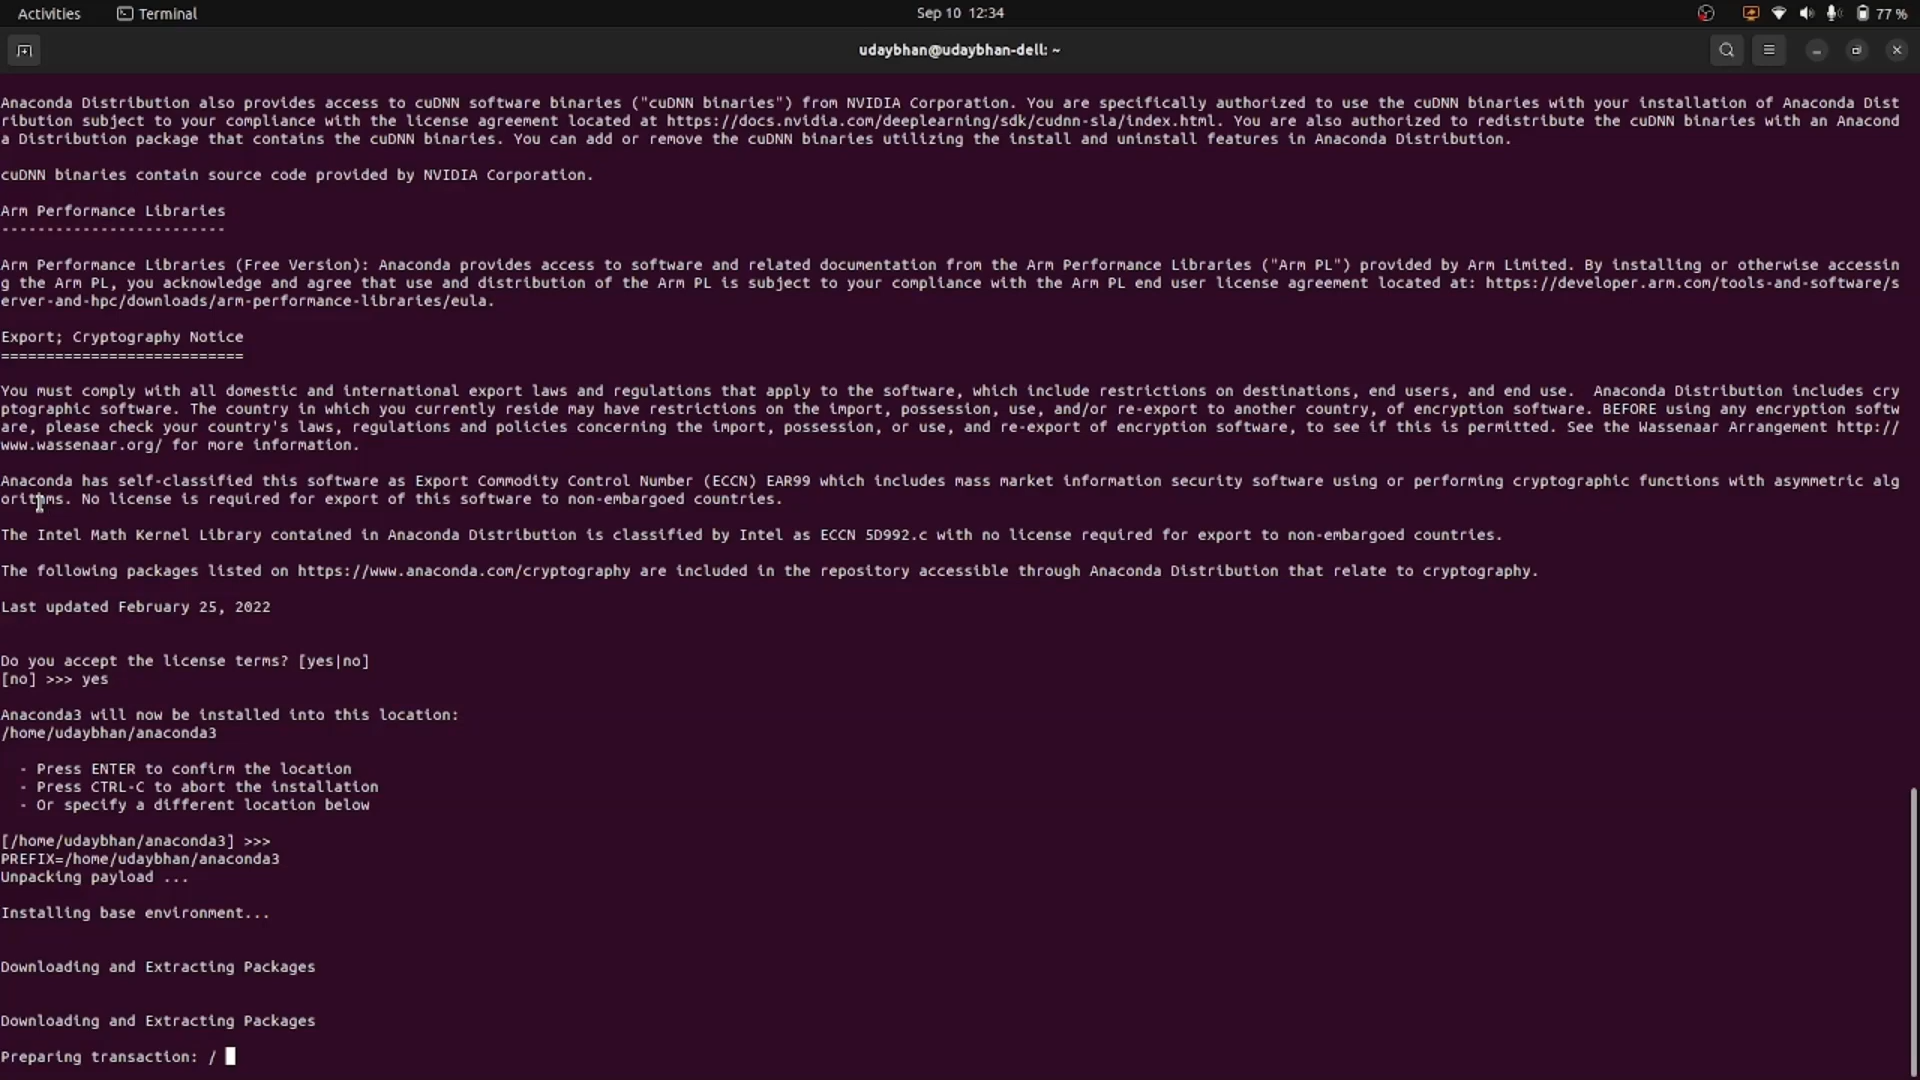 Activities
Terminal
Sep 10 12:34
77 %
udaybhan@udaybhan-dell: ~
Anaconda Distribution also provides access to cuDNN software binaries ("cuDNN binaries") from NVIDIA Corporation. You are specifically authorized to use the cuDNN binaries with your installation of Anaconda Dist
ribution subject to your compliance with the license agreement located at https://docs.nvidia.com/deeplearning/sdk/cudnn-sla/index.html. You are also authorized to redistribute the cuDNN binaries with an Anacond
a Distribution package that contains the cuDNN binaries. You can add or remove the cuDNN binaries utilizing the install and uninstall features in Anaconda Distribution.
cuDNN binaries contain source code provided by NVIDIA Corporation.
Arm Performance Libraries
-------------------------
Arm Performance Libraries (Free Version): Anaconda provides access to software and related documentation from the Arm Performance Libraries ("Arm PL") provided by Arm Limited. By installing or otherwise accessin
g the Arm PL, you acknowledge and agree that use and distribution of the Arm PL is subject to your compliance with the Arm PL end user license agreement located at: https://developer.arm.com/tools-and-software/s
erver-and-hpc/downloads/arm-performance-libraries/eula.
Export; Cryptography Notice
===========================
You must comply with all domestic and international export laws and regulations that apply to the software, which include restrictions on destinations, end users, and end use.  Anaconda Distribution includes cry
ptographic software. The country in which you currently reside may have restrictions on the import, possession, use, and/or re-export to another country, of encryption software. BEFORE using any encryption softw
are, please check your country's laws, regulations and policies concerning the import, possession, or use, and re-export of encryption software, to see if this is permitted. See the Wassenaar Arrangement http://
www.wassenaar.org/ for more information.
Anaconda has self-classified this software as Export Commodity Control Number (ECCN) EAR99 which includes mass market information security software using or performing cryptographic functions with asymmetric alg
orithms. No license is required for export of this software to non-embargoed countries.
The Intel Math Kernel Library contained in Anaconda Distribution is classified by Intel as ECCN 5D992.c with no license required for export to non-embargoed countries.
The following packages listed on https://www.anaconda.com/cryptography are included in the repository accessible through Anaconda Distribution that relate to cryptography.
Last updated February 25, 2022
Do you accept the license terms? [yes|no]
[no] >>> yes
Anaconda3 will now be installed into this location:
/home/udaybhan/anaconda3
- Press ENTER to confirm the location
- Press CTRL-C to abort the installation
- Or specify a different location below
[/home/udaybhan/anaconda3] >>>
PREFIX=/home/udaybhan/anaconda3
Unpacking payload ...
Installing base environment...
Downloading and Extracting Packages
Downloading and Extracting Packages
Preparing transaction: /